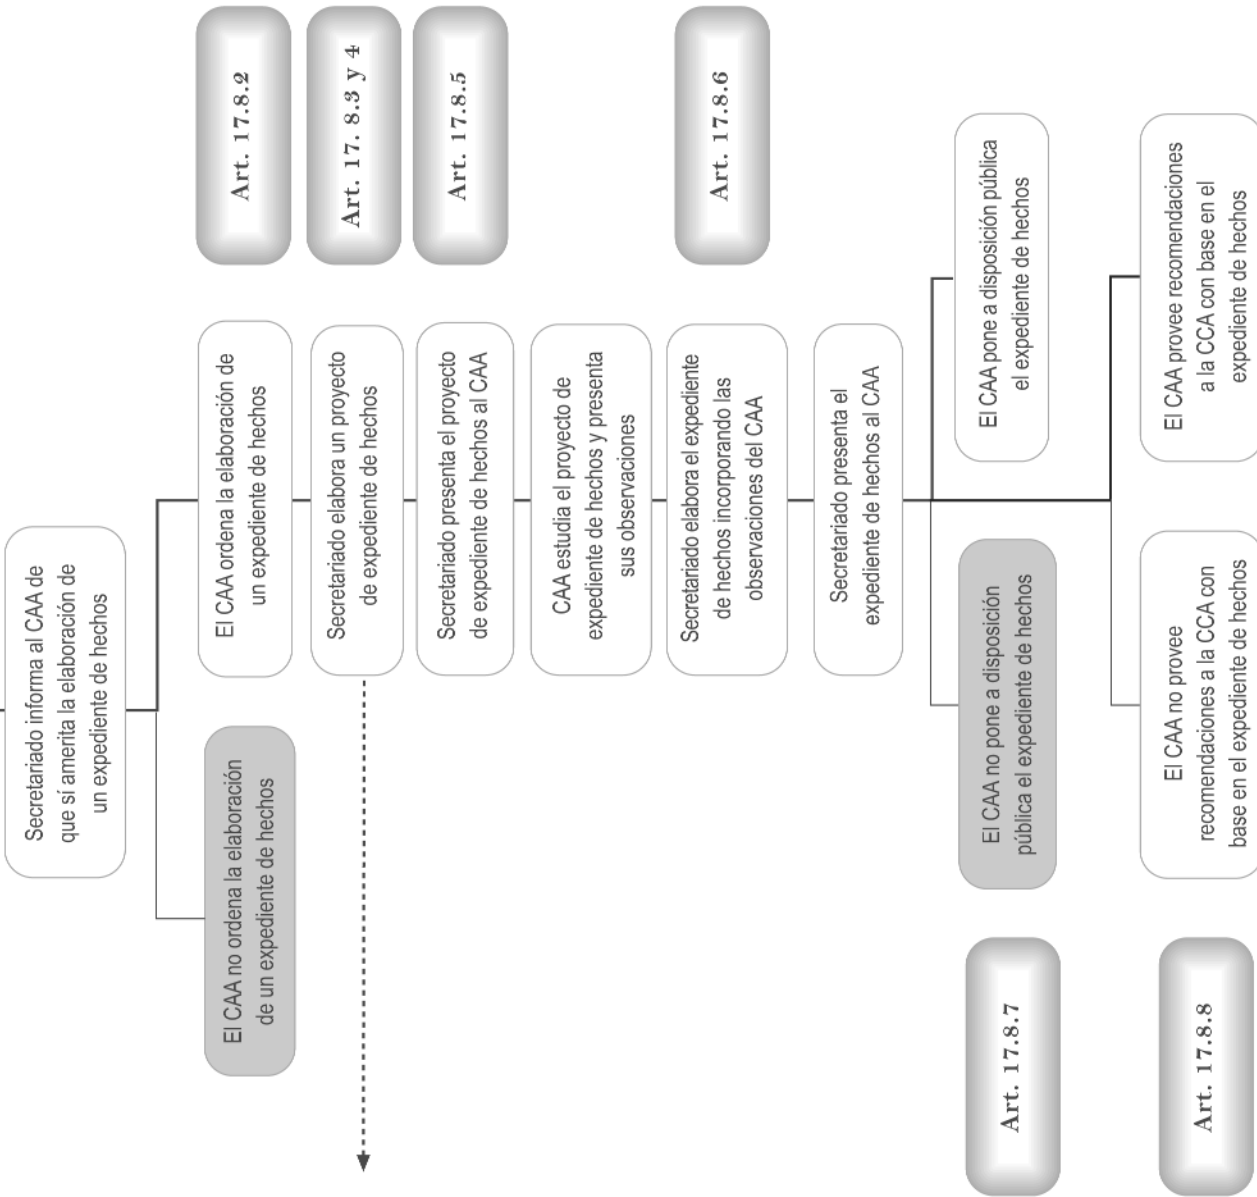 Secretariado informa al CAA de
que sí amerita la elaboración de
un expediente de hechos
El CAA no ordena la elaboración
de un expediente de hechos
El CAA ordena la elaboración de
un expediente de hechos
Art. 17.8.2
Secretariado elabora un proyecto
de expediente de hechos
Art. 17. 8.3 y 4
Secretariado presenta el proyecto
de expediente de hechos al CAA
Art. 17.8.5
CAA estudia el proyecto de
expediente de hechos y presenta
sus observaciones
Secretariado elabora el expediente
de hechos incorporando las
observaciones del CAA
Art. 17.8.6
Secretariado presenta el
expediente de hechos al CAA
Art. 17.8.7
El CAA no pone a disposición
pública el expediente de hechos
El CAA pone a disposición pública
el expediente de hechos
Art. 17.8.8
El CAA no provee
recomendaciones a la CCA con
base en el expediente de hechos
El CAA provee recomendaciones
a la CCA con base en el
expediente de hechos